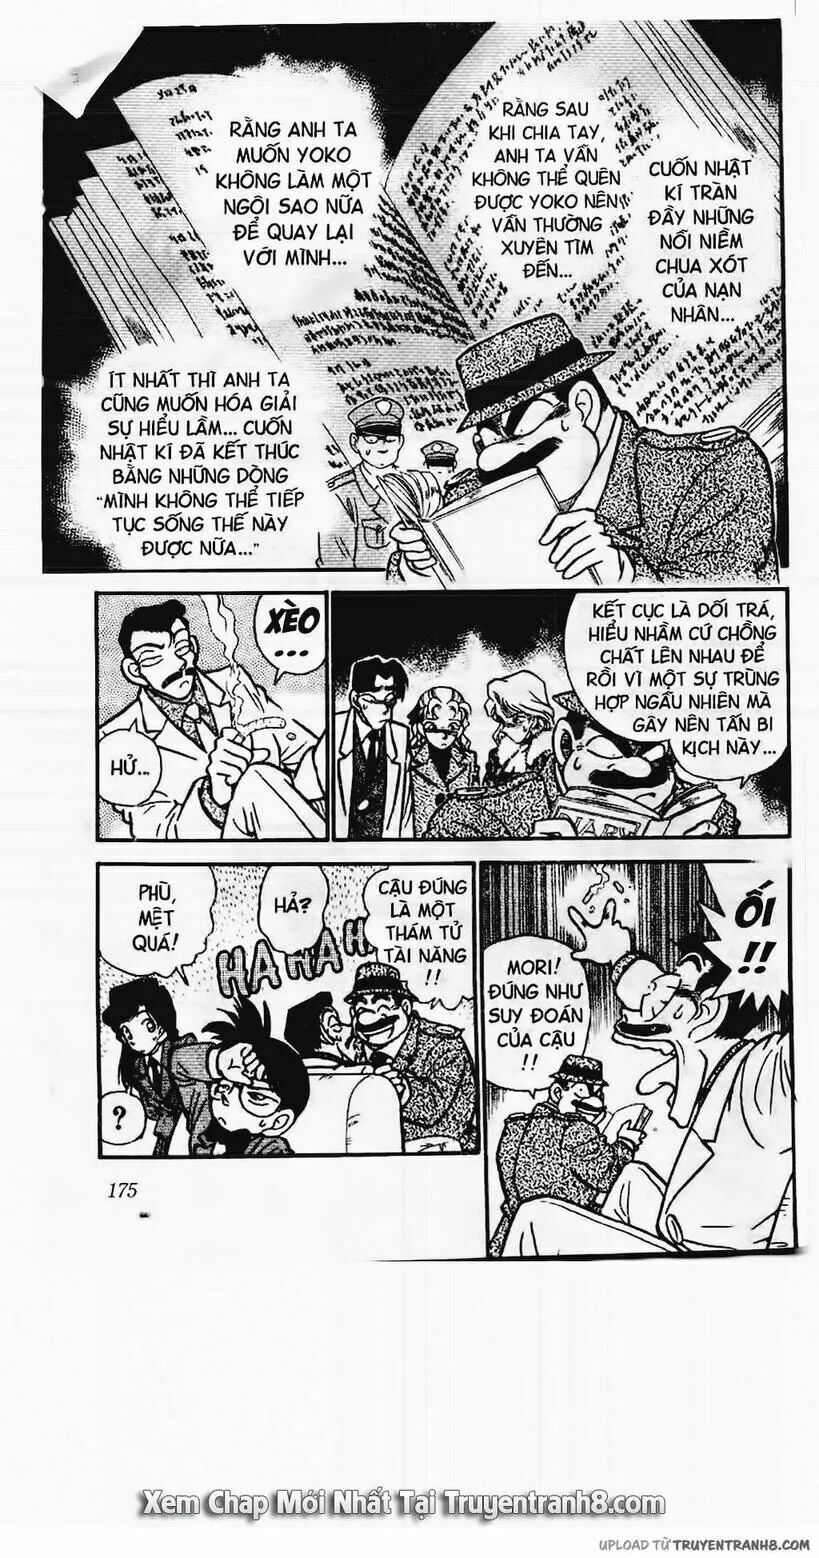 CUỐN NHẬT
KÍ TRÀN
ĐẦY NHỮNG
NỖI NIỀM
CHUA XÓT
CỦA NẠN
NHÂN...
RẰNG SAU
KHI CHIA TAY,
ANH TA VẪN
KHÔNG THỂ QUÊN
ĐƯỢC YOKO NÊN
VẪN THƯỜNG
XUYÊN TÌM
ĐẾN...
RẰNG ANH TA
MUỐN YOKO
KHÔNG LÀM MỘT
NGÔI SAO NỮA
ĐỂ QUAY LẠI
VỚI MÌNH...
ÍT NHẤT THÌ ANH TA
CŨNG MUỐN HÓA GIẢI
SỰ HIỂU LẦM... CUỐN
NHẬT KÍ ĐÃ KẾT THÚC
BẰNG NHỮNG DÒNG
"MÌNH KHÔNG THỂ TIẾP
TỤC SỐNG THẾ NÀY
ĐƯỢC NỮA..."
KẾT CỤC LÀ DỐI TRÁ,
HIỂU NHẦM CỨ CHỒNG
CHẤT LÊN NHAU ĐỂ
RỒI VÌ MỘT SỰ TRÙNG
HỢP NGẪU NHIÊN MÀ
GÂY NÊN TẤN BI
KỊCH NÀY...
XÈO
...
HỬ...
ỐI
!!
MORI!
ĐÚNG NHƯ
SUY ĐOÁN
CỦA CẬU
!!
CẬU ĐÚNG
LÀ MỘT
THÁM TỬ
TÀI NĂNG
!!
HẢ?
HA HA HA
PHÙ,
MỆT
QUÁ!
?
175
Xem Chap Mới Nhất Tại Truyentranh8.com
UPLOAD TỪ TRUYENTRANH8.COM